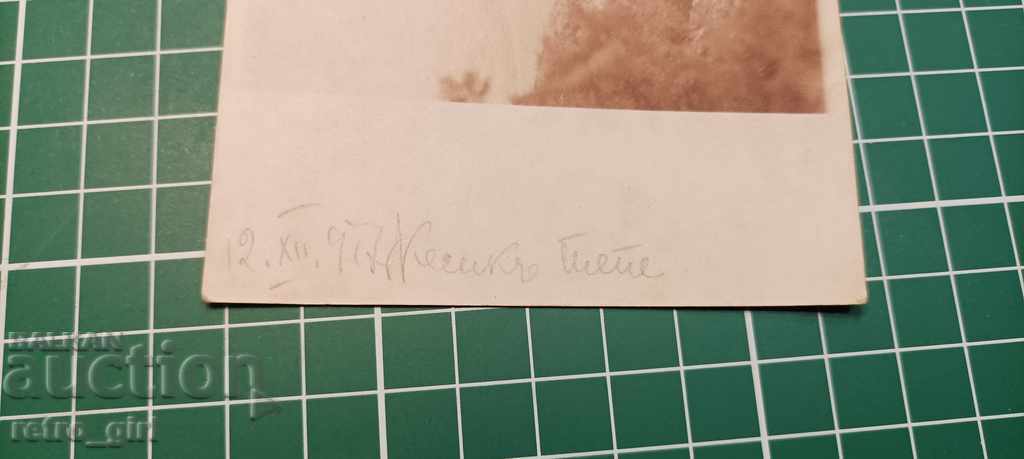 12. XII. 917 Кесикъ тепе
BALKAN
auction
retro_girl